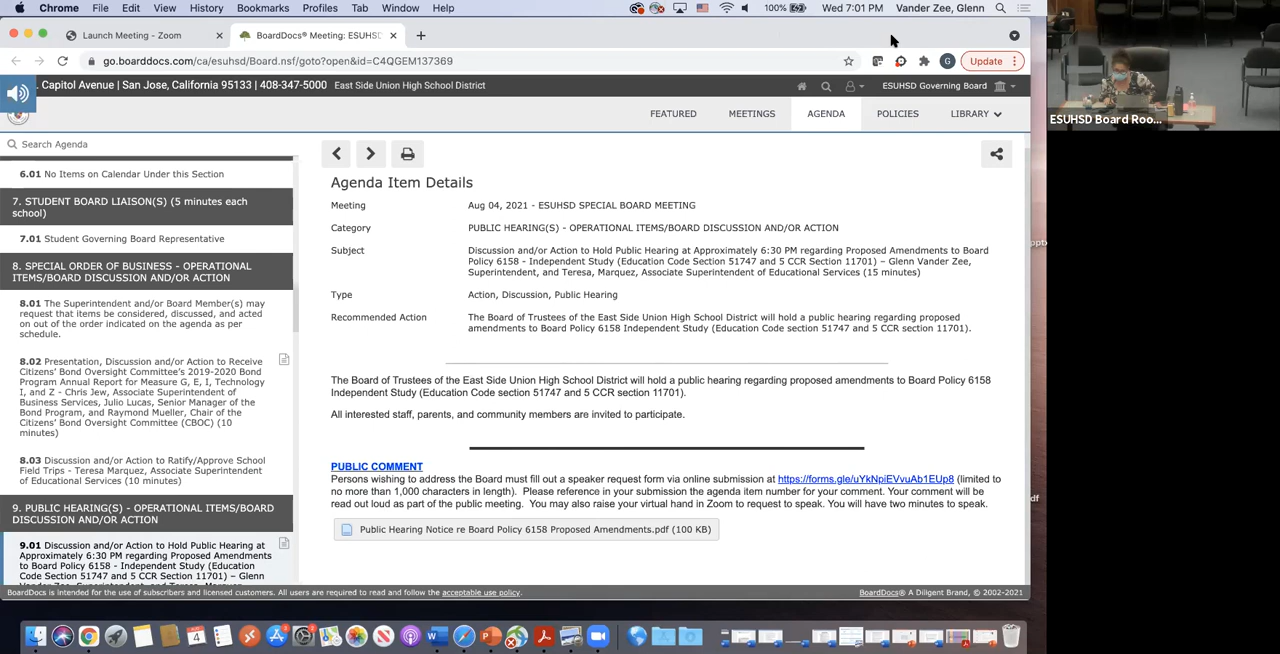 Chrome File Edit View History Bookmarks Profiles Tab Window Help 100% Wed 7:01 PM Vander Zee, Glenn
Launch Meeting - Zoom BoardDocs® Meeting: ESUHSD
go.boarddocs.com/ca/esuhsd/Board.nsf/goto?open&id=C4QGEM137369 G Update
Capitol Avenue | San Jose, California 95133 | 408-347-5000 East Side Union High School District ESUHSD Governing Board
ESUHSD Board Roo...
FEATURED MEETINGS AGENDA POLICIES LIBRARY
Search Agenda
6.01 No Items on Calendar Under this Section
7. STUDENT BOARD LIAISON(S) (5 minutes each
school)
7.01 Student Governing Board Representative
8. SPECIAL ORDER OF BUSINESS - OPERATIONAL
ITEMS/BOARD DISCUSSION AND/OR ACTION
8.01 The Superintendent and/or Board Member(s) may
request that items be considered, discussed, and acted
on out of the order indicated on the agenda as per
schedule.
8.02 Presentation, Discussion and/or Action to Receive
Citizens' Bond Oversight Committee's 2019-2020 Bond
Program Annual Report for Measure G, E, I, Technology
I, and Z - Chris Jew, Associate Superintendent of
Business Services, Julio Lucas, Senior Manager of the
Bond Program, and Raymond Mueller, Chair of the
Citizens' Bond Oversight Committee (CBOC) (10
minutes)
8.03 Discussion and/or Action to Ratify/Approve School
Field Trips - Teresa Marquez, Associate Superintendent
of Educational Services (10 minutes)
9. PUBLIC HEARING(S) - OPERATIONAL ITEMS/BOARD
DISCUSSION AND/OR ACTION
9.01 Discussion and/or Action to Hold Public Hearing at
Approximately 6:30 PM regarding Proposed Amendments
to Board Policy 6158 - Independent Study (Education
Code Section 51747 and 5 CCR Section 11701) – Glenn
Agenda Item Details
Meeting Aug 04, 2021 - ESUHSD SPECIAL BOARD MEETING
Category PUBLIC HEARING(S) - OPERATIONAL ITEMS/BOARD DISCUSSION AND/OR ACTION
Subject Discussion and/or Action to Hold Public Hearing at Approximately 6:30 PM regarding Proposed Amendments to Board
Policy 6158 - Independent Study (Education Code Section 51747 and 5 CCR Section 11701) – Glenn Vander Zee,
Superintendent, and Teresa, Marquez, Associate Superintendent of Educational Services (15 minutes)
Type Action, Discussion, Public Hearing
Recommended Action The Board of Trustees of the East Side Union High School District will hold a public hearing regarding proposed
amendments to Board Policy 6158 Independent Study (Education Code section 51747 and 5 CCR section 11701).
The Board of Trustees of the East Side Union High School District will hold a public hearing regarding proposed amendments to Board Policy 6158
Independent Study (Education Code section 51747 and 5 CCR section 11701).
All interested staff, parents, and community members are invited to participate.
PUBLIC COMMENT
Persons wishing to address the Board must fill out a speaker request form via online submission at https://forms.gle/uYkNpiEVvuAb1EUp8 (limited to
no more than 1,000 characters in length). Please reference in your submission the agenda item number for your comment. Your comment will be
read out loud as part of the public meeting. You may also raise your virtual hand in Zoom to request to speak. You will have two minutes to speak.
Public Hearing Notice re Board Policy 6158 Proposed Amendments.pdf (100 KB)
BoardDocs is intended for the use of subscribers and licensed customers. All users are required to read and follow the acceptable use policy. BoardDocs® A Diligent Brand, © 2002-2021